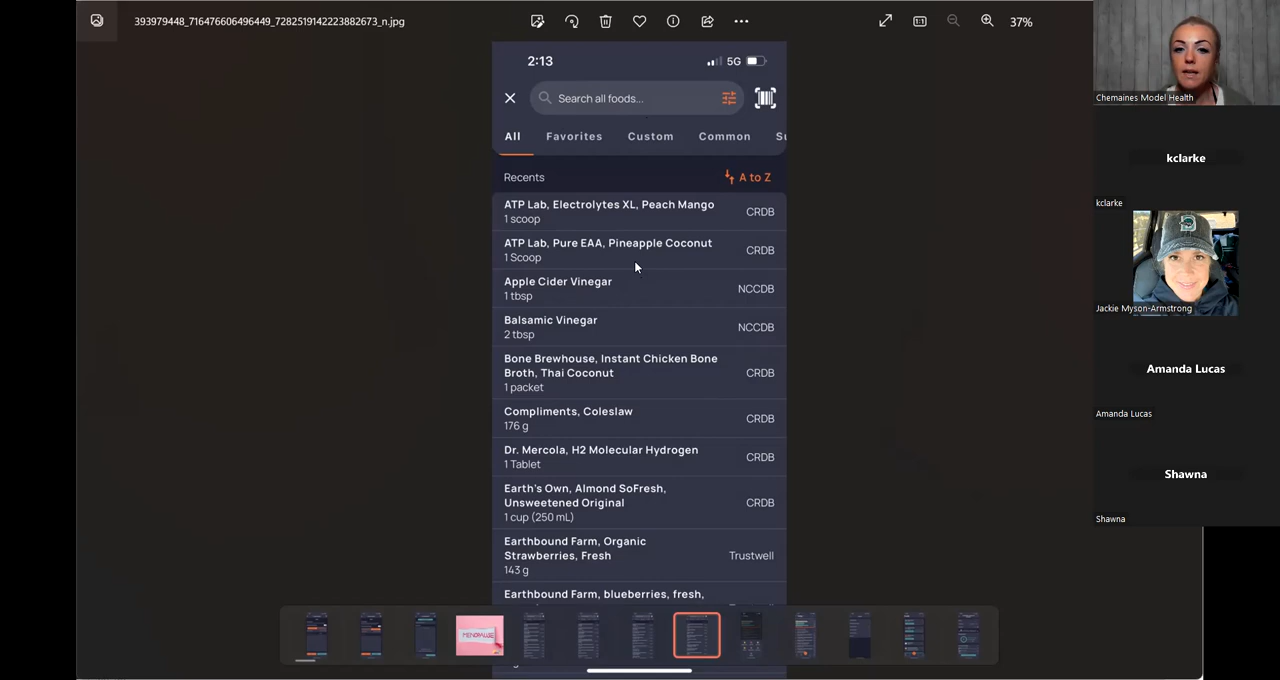 393979448_716476606496449_7282519142223882673_n.jpg
37%
2:13
5G
Search all foods...
All
Favorites
Custom
Common
Su
Recents
A to Z
ATP Lab, Electrolytes XL, Peach Mango
1 scoop
CRDB
ATP Lab, Pure EAA, Pineapple Coconut
1 Scoop
CRDB
Apple Cider Vinegar
1 tbsp
NCCDB
Balsamic Vinegar
2 tbsp
NCCDB
Bone Brewhouse, Instant Chicken Bone
Broth, Thai Coconut
1 packet
CRDB
Compliments, Coleslaw
176 g
CRDB
Dr. Mercola, H2 Molecular Hydrogen
1 Tablet
CRDB
Earth's Own, Almond SoFresh,
Unsweetened Original
1 cup (250 mL)
CRDB
Earthbound Farm, Organic
Strawberries, Fresh
143 g
Trustwell
Earthbound Farm, blueberries, fresh,
MENOPAUSE
Chemaines Model Health
kclarke
kclarke
Jackie Myson-Armstrong
Amanda Lucas
Amanda Lucas
Shawna
Shawna